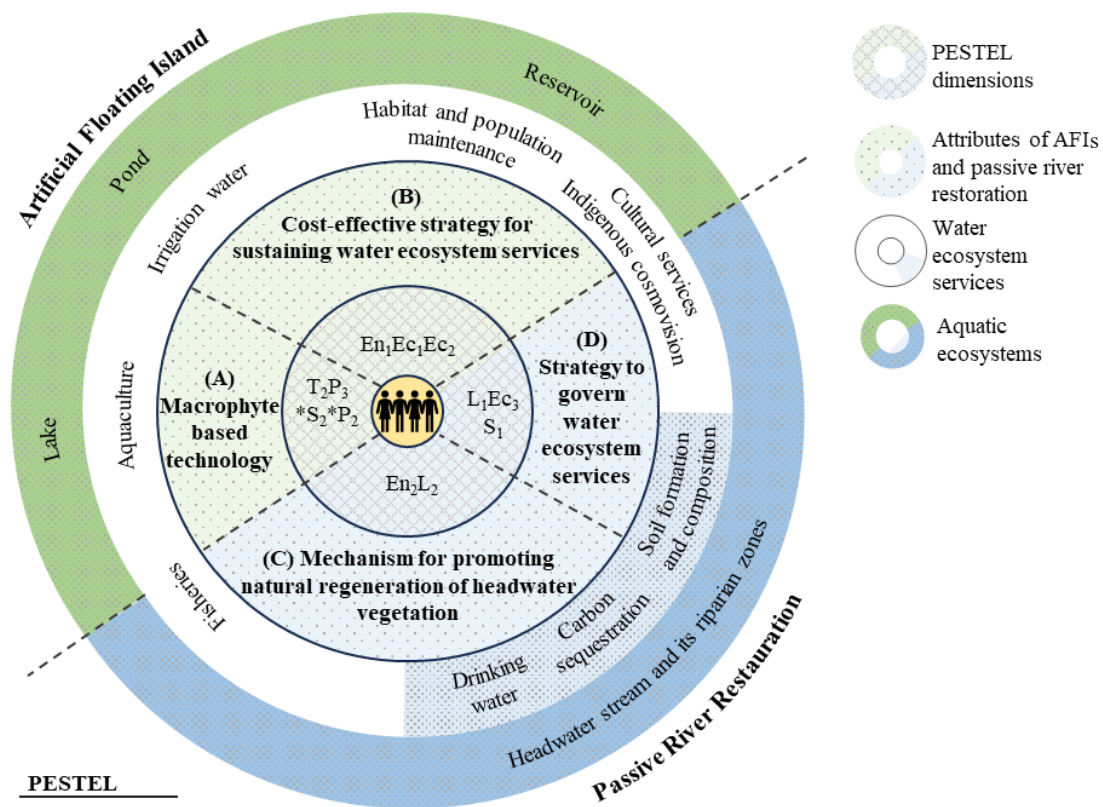 Artificial Floating Island
Reservoir
Pond
Lake
Habitat and population
maintenance
Irrigation water
Aquaculture
Fisheries
Cultural services
Indigenous cosmovision
(B)
Cost-effective strategy for
sustaining water ecosystem services
(A)
Macrophyte
based
technology
(D)
Strategy to
govern
water
ecosystem
services
(C) Mechanism for promoting
natural regeneration of headwater
vegetation
En₁Ec₁Ec₂
T₂P₃
*S₂*P₂
L₁Ec₃
S₁
En₂L₂
Soil formation
and composition
Carbon
sequestration
Drinking
water
Headwater stream and its riparian zones
Passive River Restauration
PESTEL
dimensions
Attributes of AFIs
and passive river
restoration
Water
ecosystem
services
Aquatic
ecosystems
PESTEL